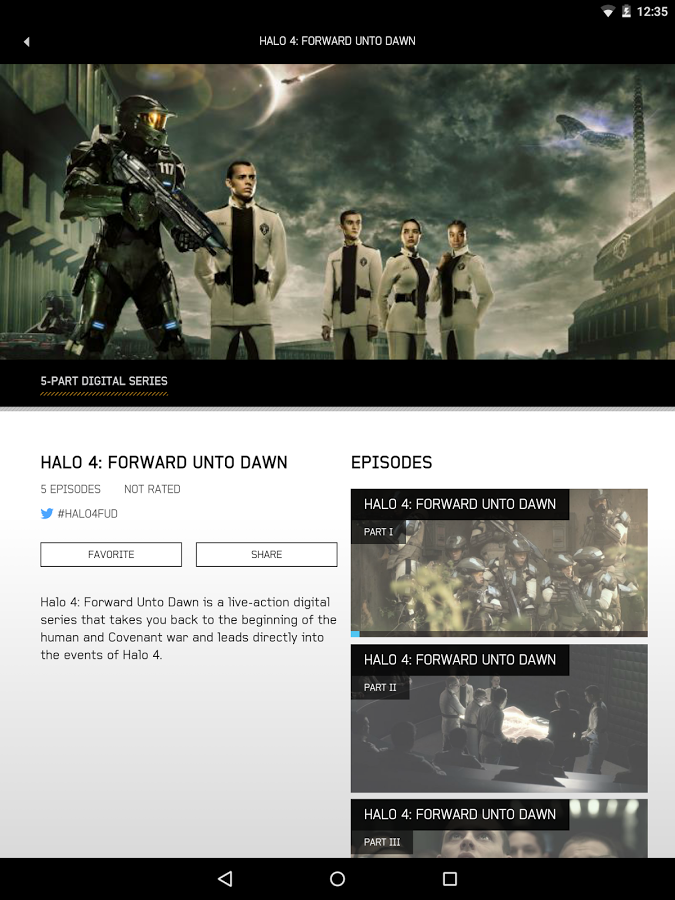 12:35
HALO 4: FORWARD UNTO DAWN
117
5-PART DIGITAL SERIES
HALO 4: FORWARD UNTO DAWN
5 EPISODES NOT RATED
#HALO4FUD
FAVORITE SHARE
Halo 4: Forward Unto Dawn is a live-action digital
series that takes you back to the beginning of the
human and Covenant war and leads directly into
the events of Halo 4.
EPISODES
HALO 4: FORWARD UNTO DAWN
PART I
HALO 4: FORWARD UNTO DAWN
PART II
HALO 4: FORWARD UNTO DAWN
PART III